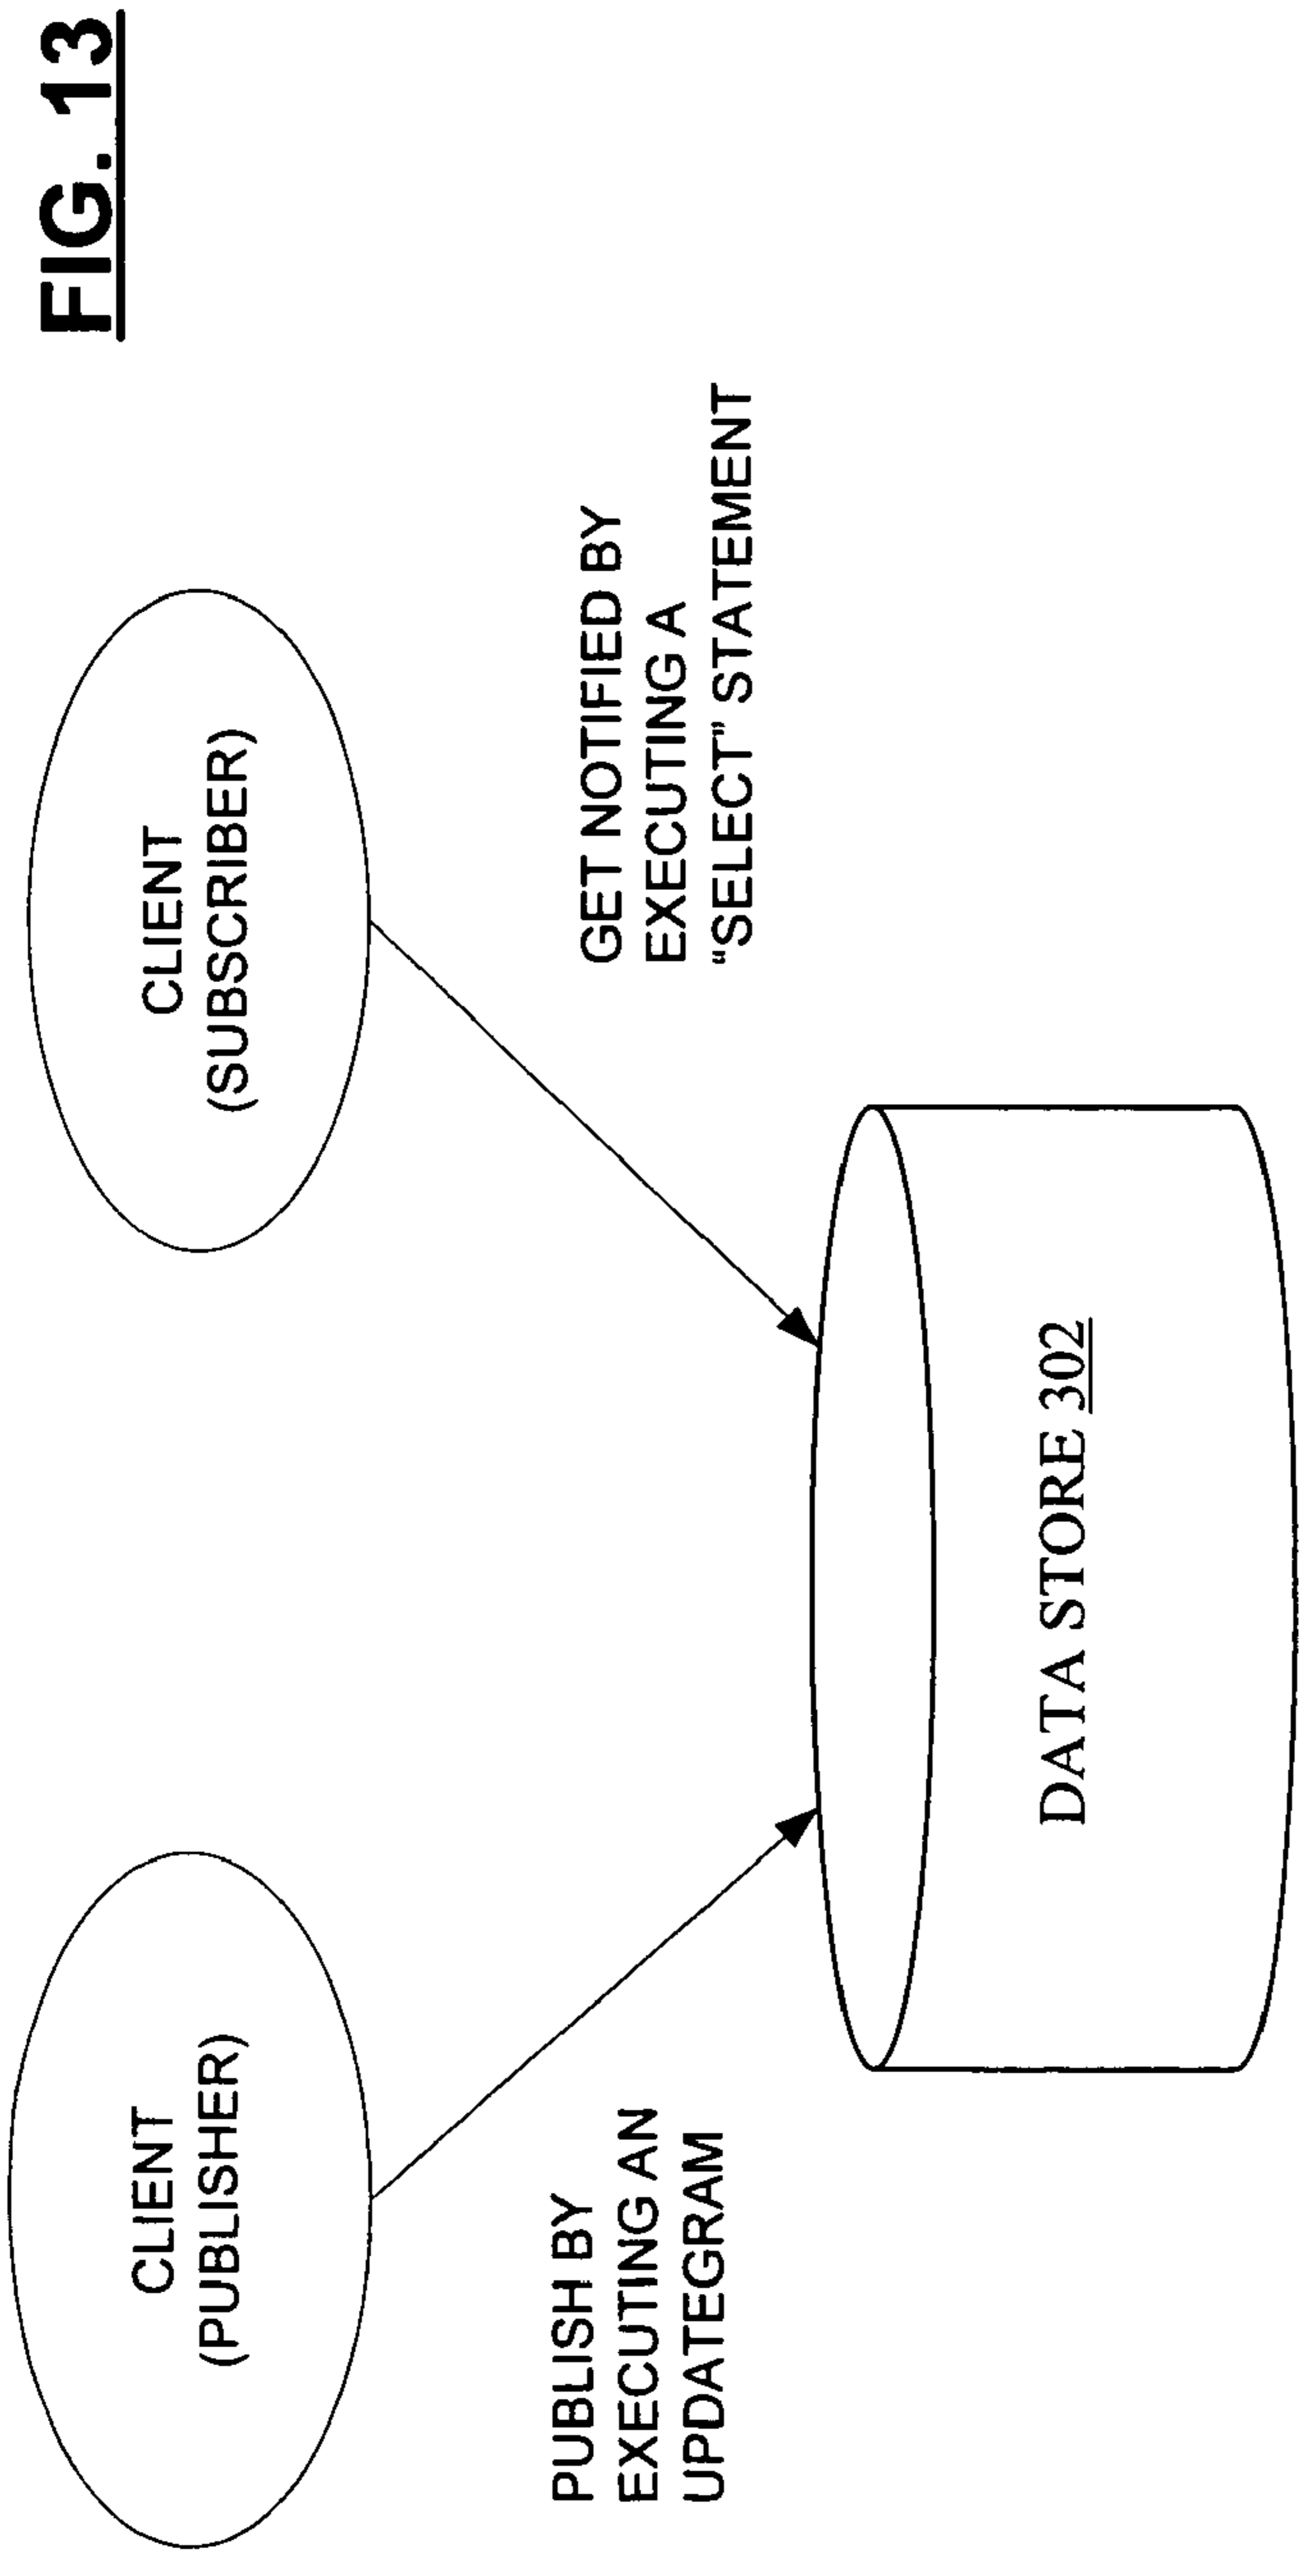 FIG. 13
CLIENT
(PUBLISHER)
CLIENT
(SUBSCRIBER)
PUBLISH BY
EXECUTING AN
UPDATEGRAM
GET NOTIFIED BY
EXECUTING A
“SELECT” STATEMENT
DATA STORE 302